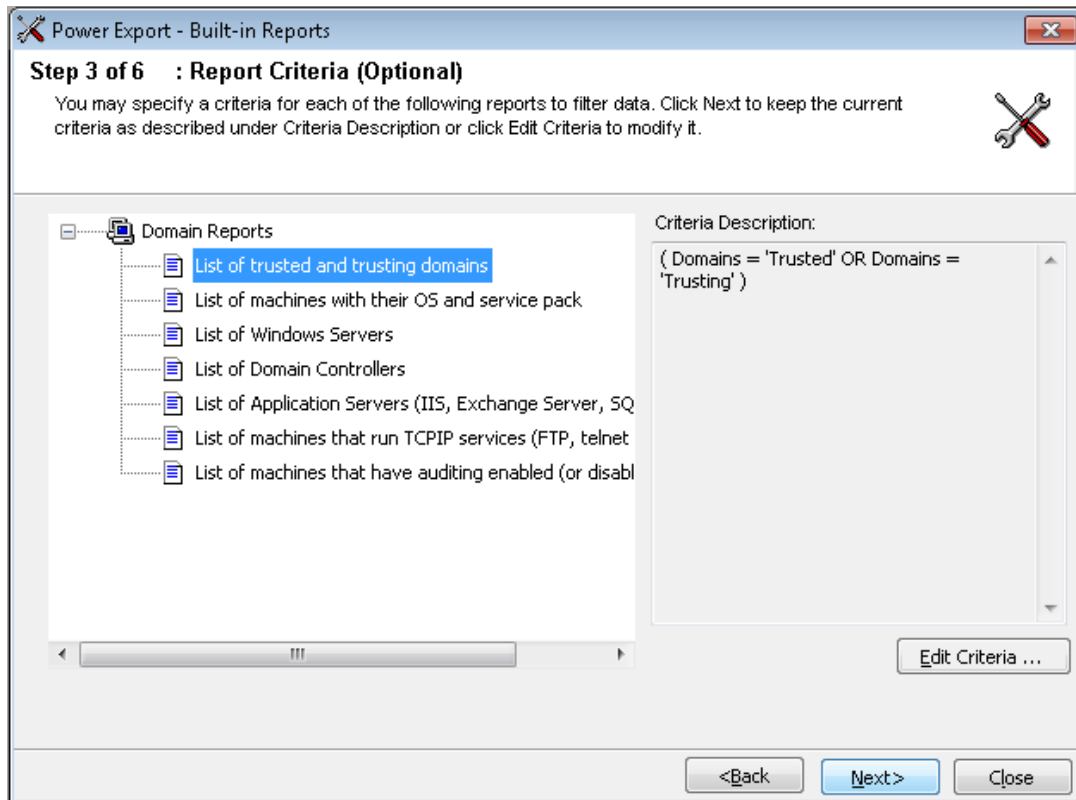 Power Export - Built-in Reports
Step 3 of 6 : Report Criteria (Optional)
You may specify a criteria for each of the following reports to filter data. Click Next to keep the current
criteria as described under Criteria Description or click Edit Criteria to modify it.
Domain Reports
List of trusted and trusting domains
List of machines with their OS and service pack
List of Windows Servers
List of Domain Controllers
List of Application Servers (IIS, Exchange Server, SQ
List of machines that run TCPIP services (FTP, telnet
List of machines that have auditing enabled (or disabl
Criteria Description:
( Domains = 'Trusted' OR Domains =
'Trusting' )
Edit Criteria ...
<Back
Next>
Close